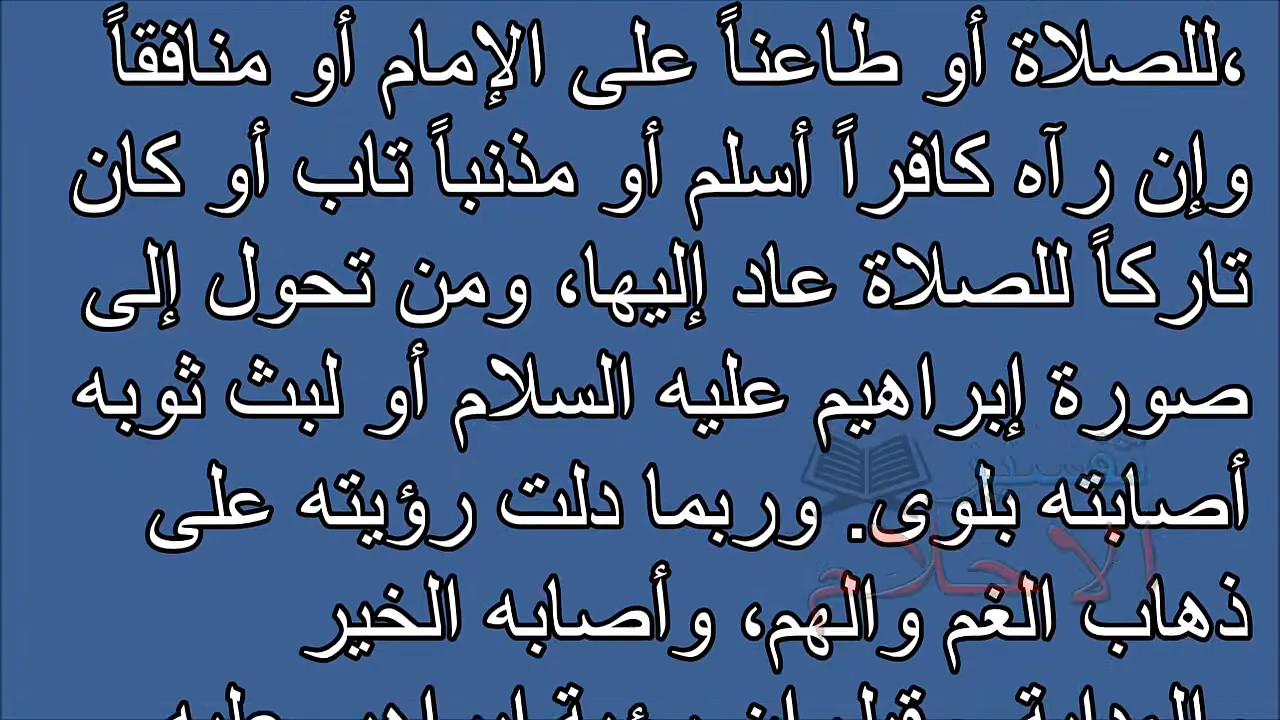 للصلاة أو طاعناً على الإمام أو منافقاً،
وإن رآه كافراً أسلم أو مذنباً تاب أو كان
تاركاً للصلاة عاد إليها، ومن تحول إلى
صورة إبراهيم عليه السلام أو لبث ثوبه
أصابته بلوى. وربما دلت رؤيته على
ذهاب الغم والهم، وأصابه الخير
تفسير
الاحلام